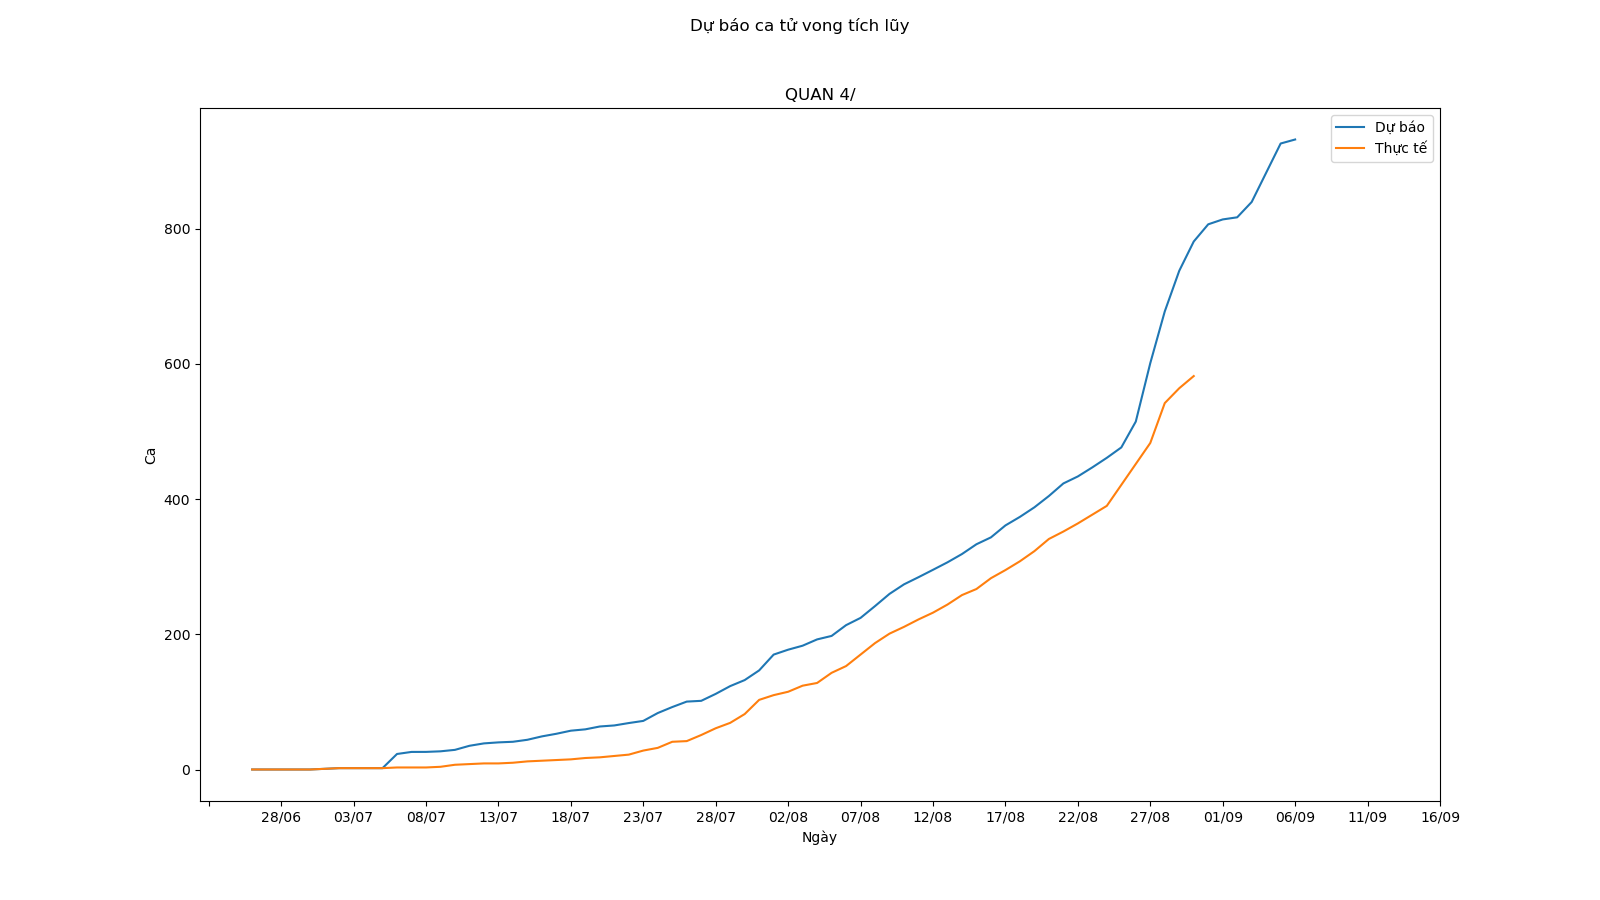 Dự báo ca tử vong tích lũy
QUAN 4/
Dự báo
Thực tế
800
600
400
200
0
Ca
28/06 03/07 08/07 13/07 18/07 23/07 28/07 02/08 07/08 12/08 17/08 22/08 27/08 01/09 06/09 11/09 16/09
Ngày